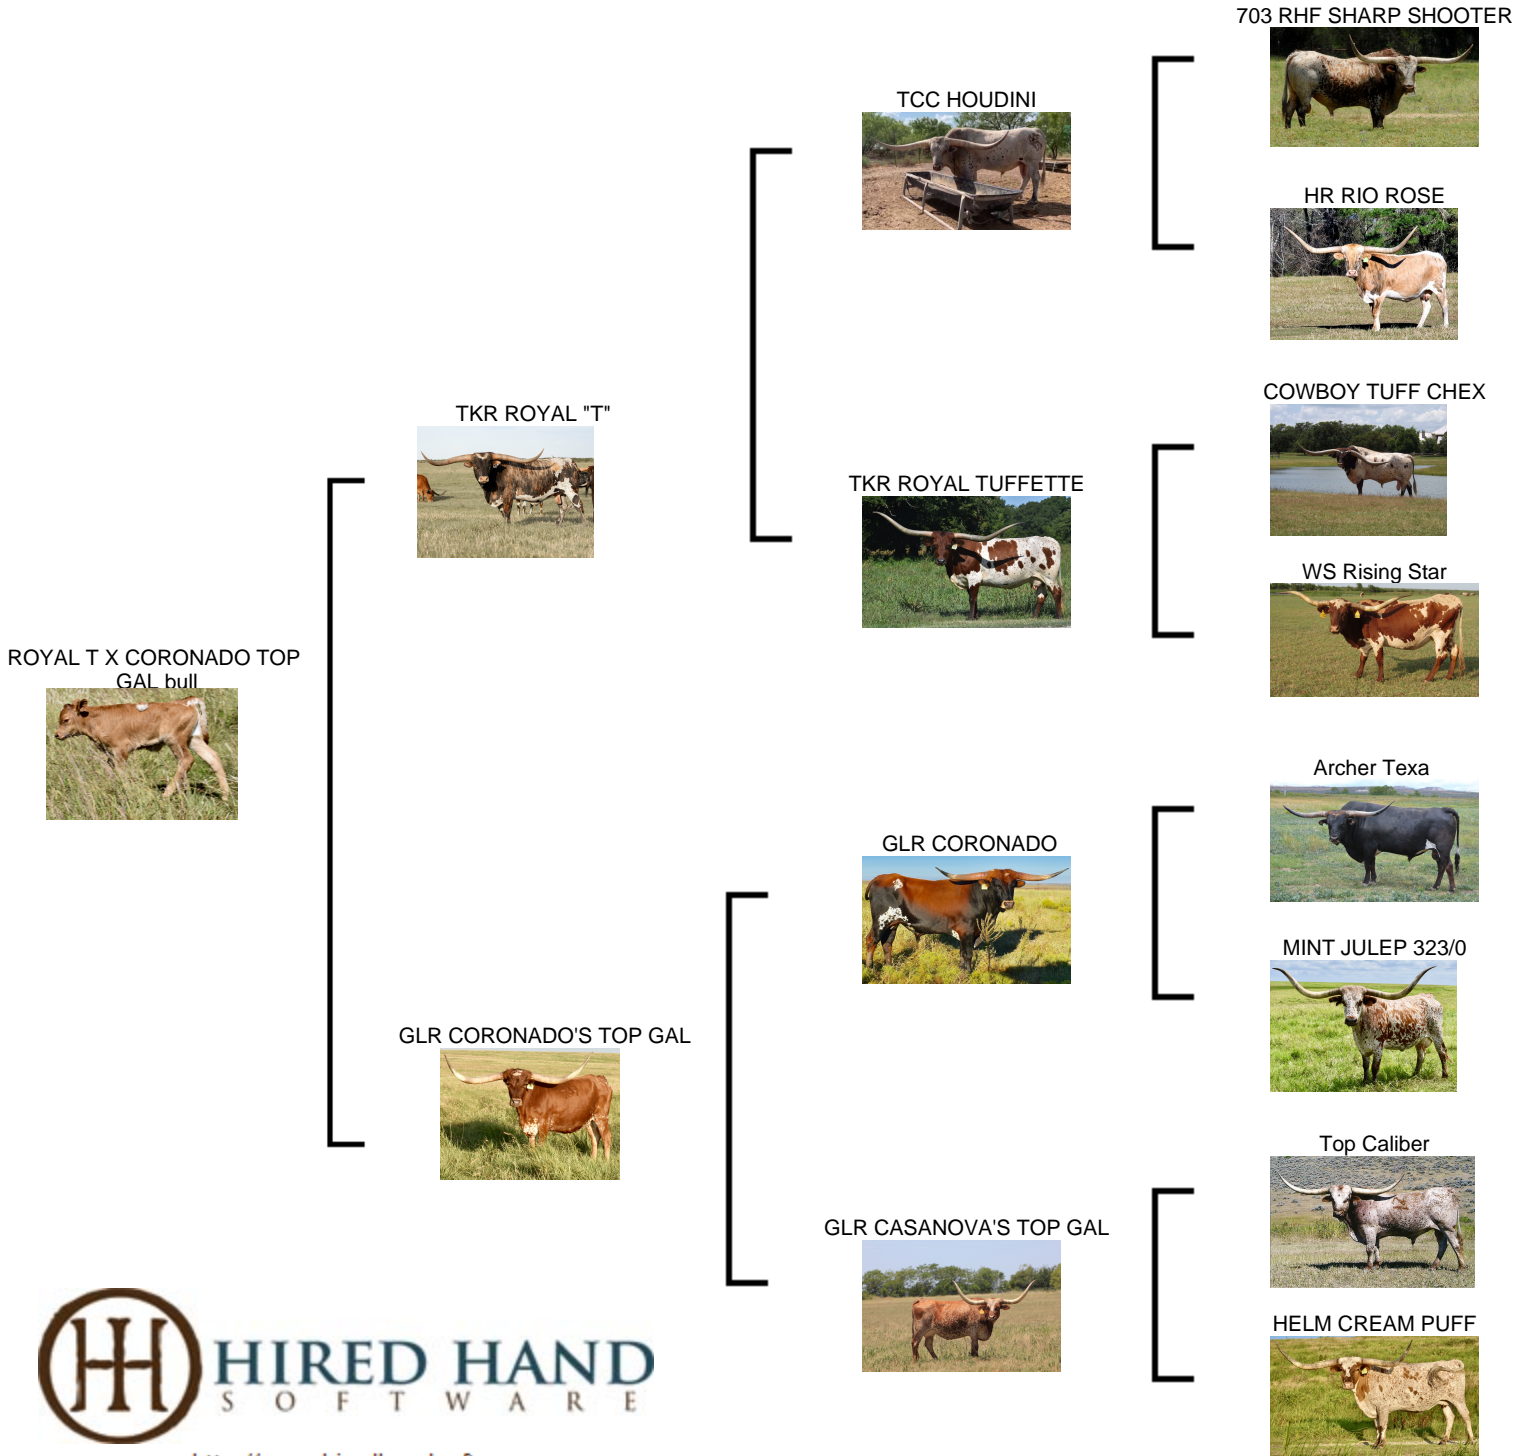 703 RHF SHARP SHOOTER
TCC HOUDINI
HR RIO ROSE
COWBOY TUFF CHEX
TKR ROYAL "T"
TKR ROYAL TUFFETTE
WS Rising Star
ROYAL T X CORONADO TOP
GAL bull
Archer Texa
GLR CORONADO
MINT JULEP 323/0
GLR CORONADO'S TOP GAL
Top Caliber
GLR CASANOVA'S TOP GAL
HELM CREAM PUFF
HIRED HAND
SOFTWARE